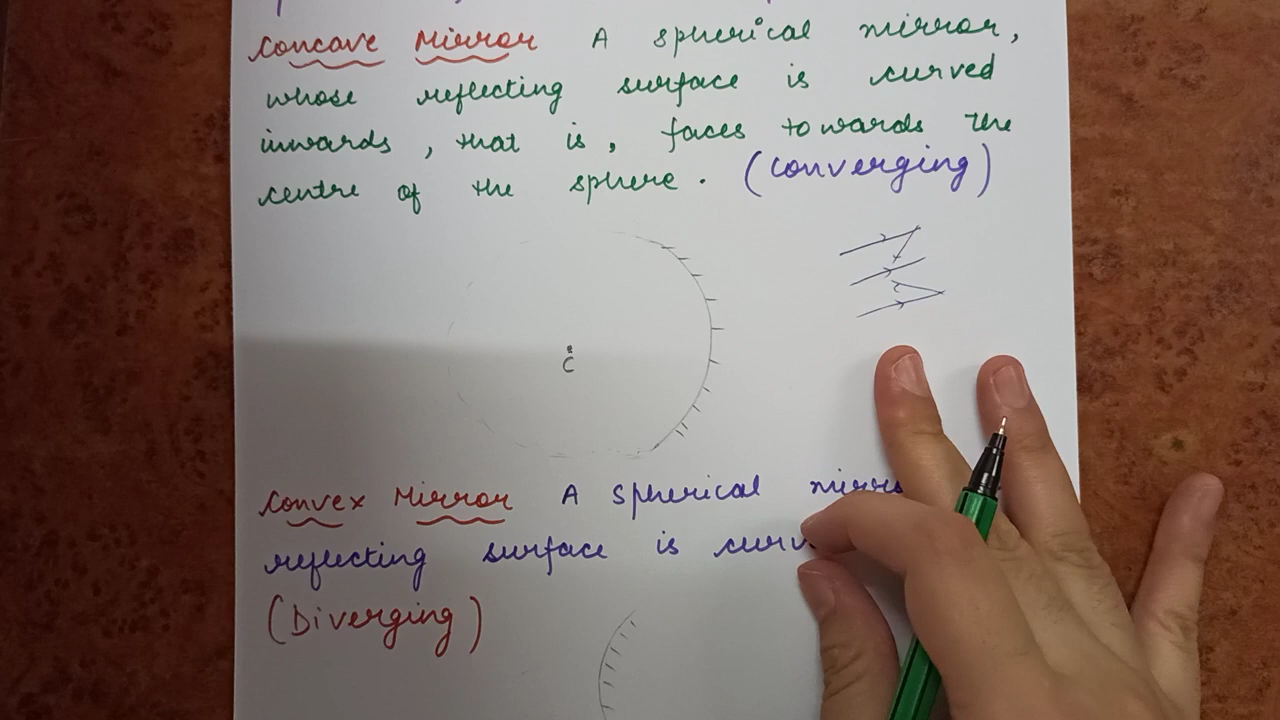 Concave Mirror A spherical mirror,
whose reflecting surface is curved
inwards, that is, faces towards the
centre of the sphere. (converging)
C
Convex Mirror A spherical
reflecting surface is
(Diverging)